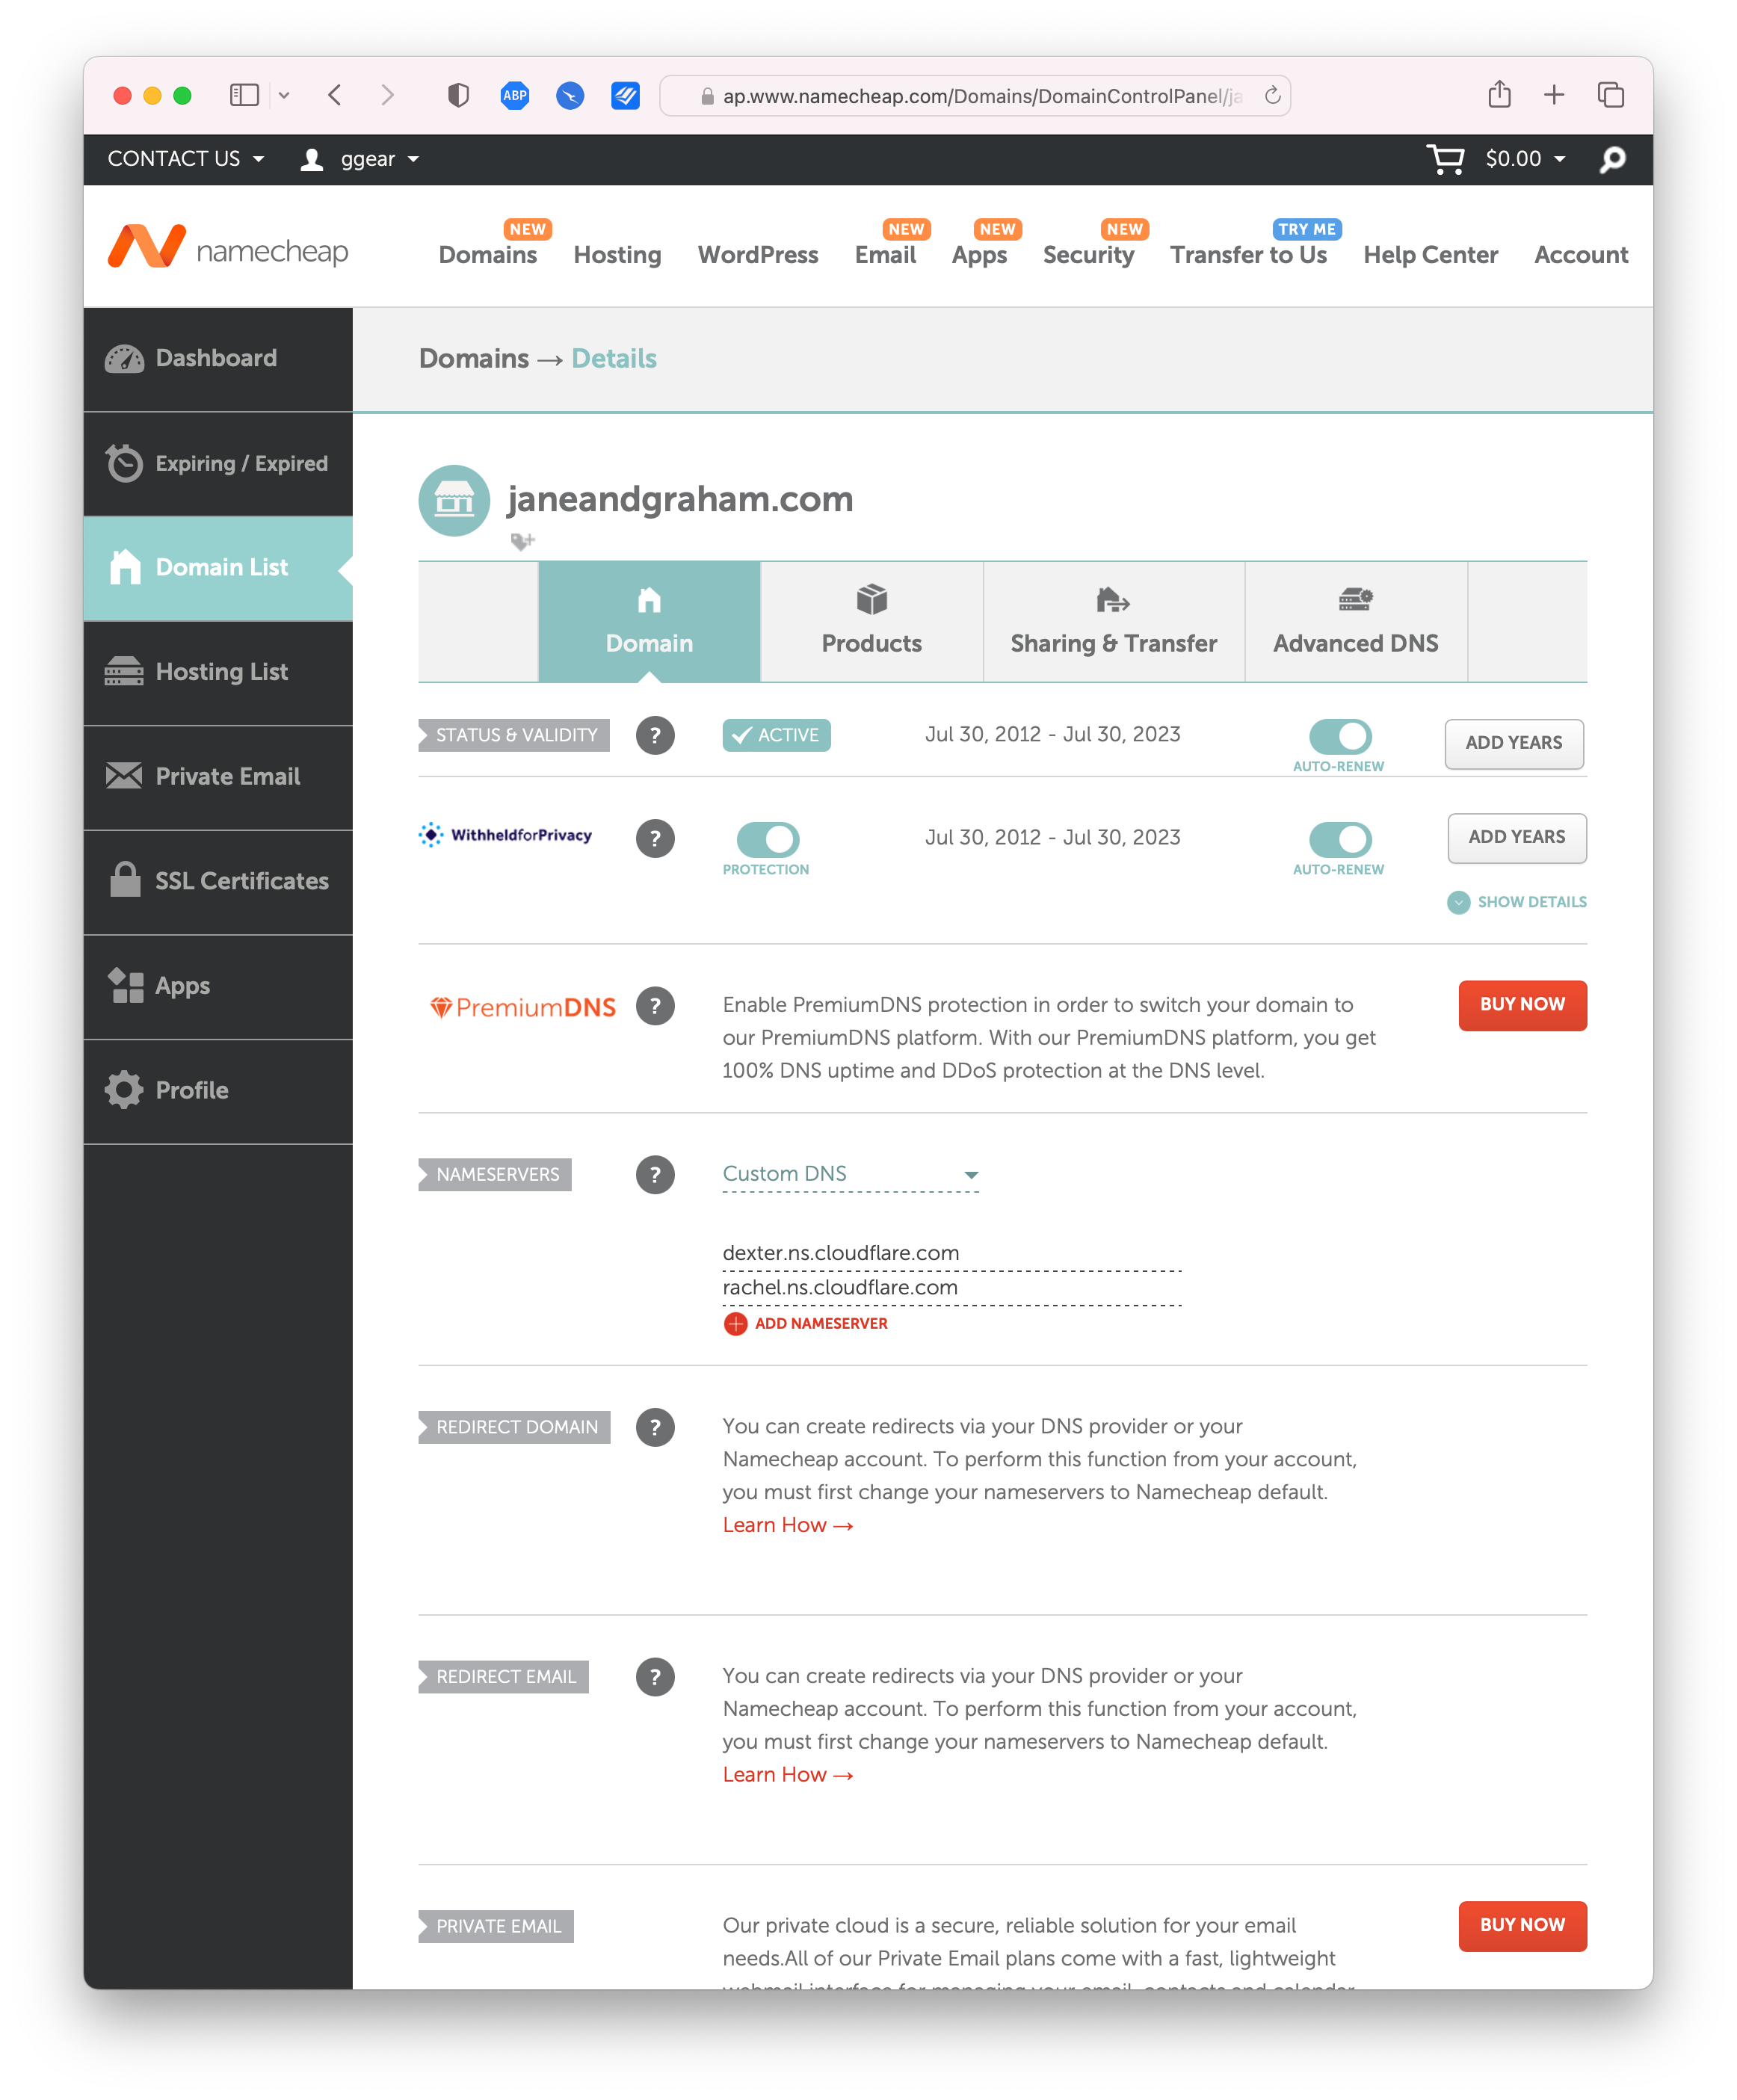 ABP
ap.www.namecheap.com/Domains/DomainControlPanel/ja
CONTACT US
ggear
$0.00
namecheap
NEW
Domains
Hosting
WordPress
NEW
Email
NEW
Apps
NEW
Security
TRY ME
Transfer to Us
Help Center
Account
Dashboard
Expiring / Expired
Domain List
Hosting List
Private Email
SSL Certificates
Apps
Profile
Domains → Details
janeandgraham.com
Domain
Products
Sharing & Transfer
Advanced DNS
STATUS & VALIDITY
?
ACTIVE
Jul 30, 2012 - Jul 30, 2023
AUTO-RENEW
ADD YEARS
WithheldforPrivacy
?
PROTECTION
Jul 30, 2012 - Jul 30, 2023
AUTO-RENEW
ADD YEARS
SHOW DETAILS
PremiumDNS
?
Enable PremiumDNS protection in order to switch your domain to
our PremiumDNS platform. With our PremiumDNS platform, you get
100% DNS uptime and DDoS protection at the DNS level.
BUY NOW
NAMESERVERS
?
Custom DNS
dexter.ns.cloudflare.com
rachel.ns.cloudflare.com
ADD NAMESERVER
REDIRECT DOMAIN
?
You can create redirects via your DNS provider or your
Namecheap account. To perform this function from your account,
you must first change your nameservers to Namecheap default.
Learn How →
REDIRECT EMAIL
?
You can create redirects via your DNS provider or your
Namecheap account. To perform this function from your account,
you must first change your nameservers to Namecheap default.
Learn How →
PRIVATE EMAIL
Our private cloud is a secure, reliable solution for your email
needs.All of our Private Email plans come with a fast, lightweight
webmail interface for managing your email, contacts and calendar
BUY NOW